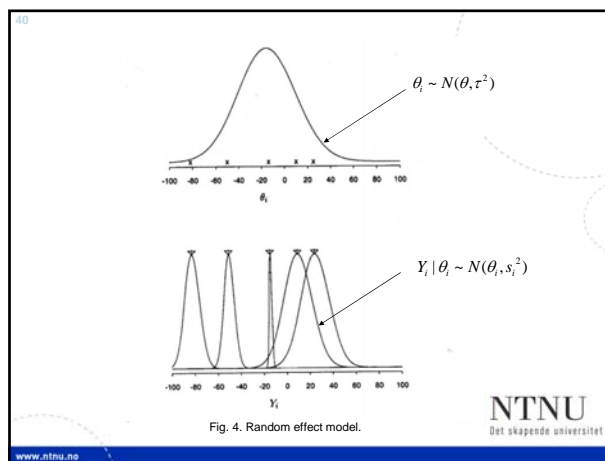 40
θᵢ ~ N(θ,τ²)
x x x x x
-100 -80 -60 -40 -20 0 20 40 60 80 100
θᵢ
Yᵢ | θᵢ ~ N(θᵢ, sᵢ²)
-100 -80 -60 -40 -20 0 20 40 60 80 100
Yᵢ
Fig. 4. Random effect model.
NTNU
Det skapende universitet
www.ntnu.no